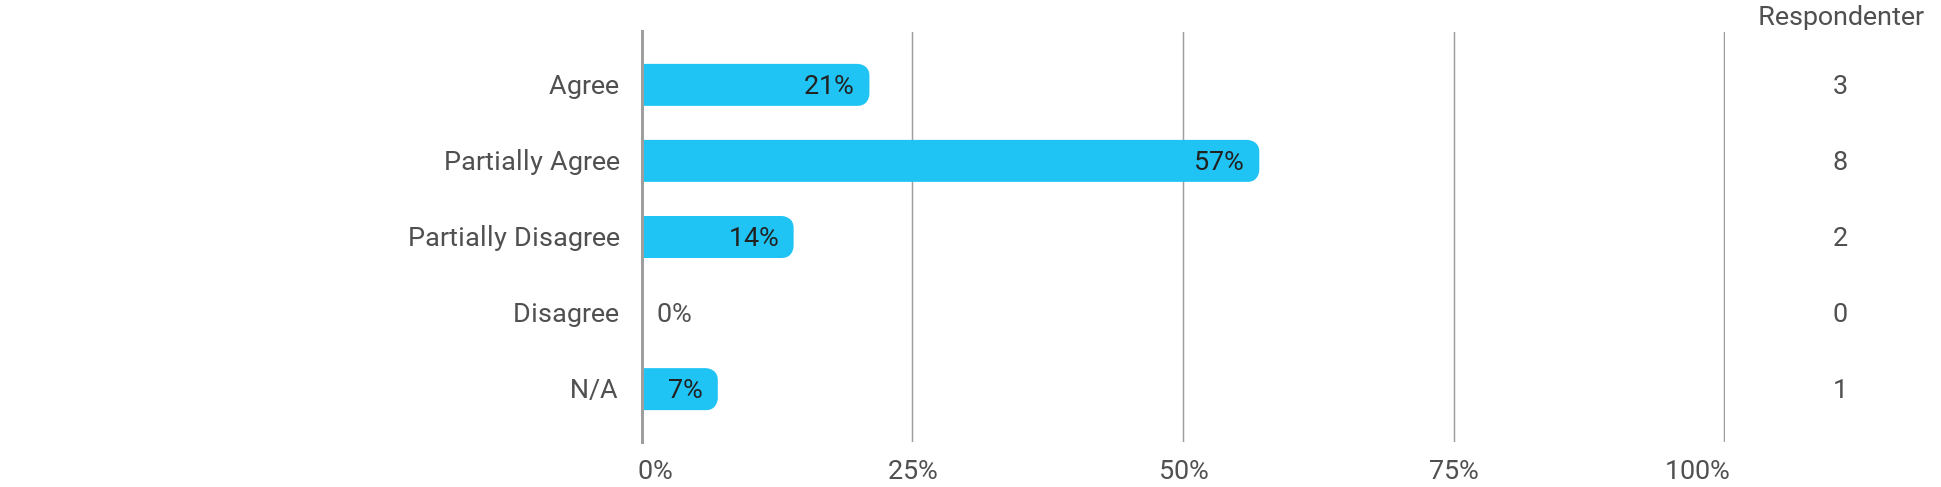 Respondenter
Agree 21% 3
Partially Agree 57% 8
Partially Disagree 14% 2
Disagree 0% 0
N/A 7% 1
0% 25% 50% 75% 100%